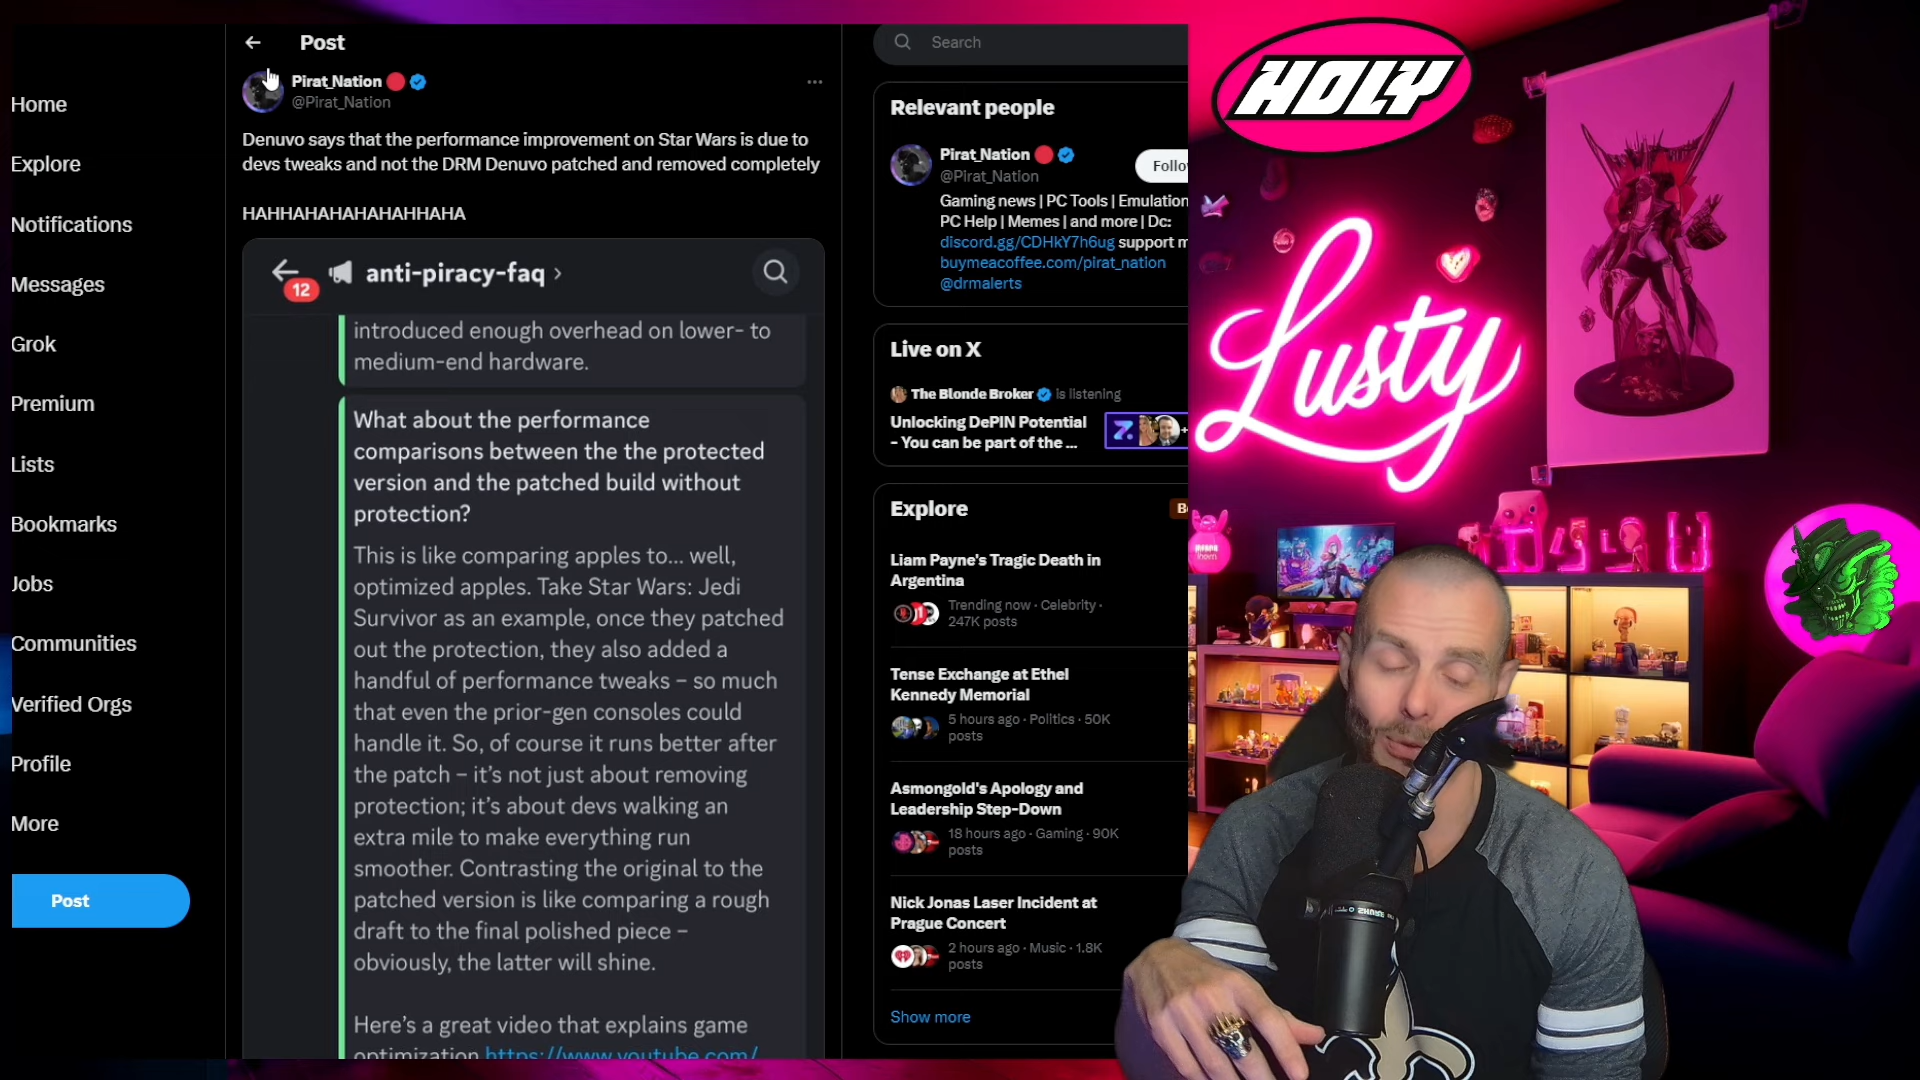 Home
Explore
Notifications
Messages
Grok
Premium
Lists
Bookmarks
Jobs
Communities
Verified Orgs
Profile
More
Post
Post
Pirat_Nation
@Pirat_Nation
Denuvo says that the performance improvement on Star Wars is due to
devs tweaks and not the DRM Denuvo patched and removed completely
HAHHAHAHAHAHAHHAHA
12
anti-piracy-faq
introduced enough overhead on lower- to
medium-end hardware.
What about the performance
comparisons between the the protected
version and the patched build without
protection?
This is like comparing apples to... well,
optimized apples. Take Star Wars: Jedi
Survivor as an example, once they patched
out the protection, they also added a
handful of performance tweaks – so much
that even the prior-gen consoles could
handle it. So, of course it runs better after
the patch – it's not just about removing
protection; it's about devs walking an
extra mile to make everything run
smoother. Contrasting the original to the
patched version is like comparing a rough
draft to the final polished piece –
obviously, the latter will shine.
Here's a great video that explains game
optimization https://www.youtube.com/
Search
Relevant people
Pirat_Nation
@Pirat_Nation
Follo
Gaming news | PC Tools | Emulation
PC Help | Memes | and more | Dc:
discord.gg/CDHkY7h6ug support m
buymeacoffee.com/pirat_nation
@drmalerts
Live on X
The Blonde Broker is listening
Unlocking DePIN Potential
- You can be part of the ...
Explore
Liam Payne's Tragic Death in
Argentina
Trending now · Celebrity ·
247K posts
Tense Exchange at Ethel
Kennedy Memorial
5 hours ago · Politics · 50K
posts
Asmongold's Apology and
Leadership Step-Down
18 hours ago · Gaming · 90K
posts
Nick Jonas Laser Incident at
Prague Concert
2 hours ago · Music · 1.8K
posts
Show more
HOLY
Lusty